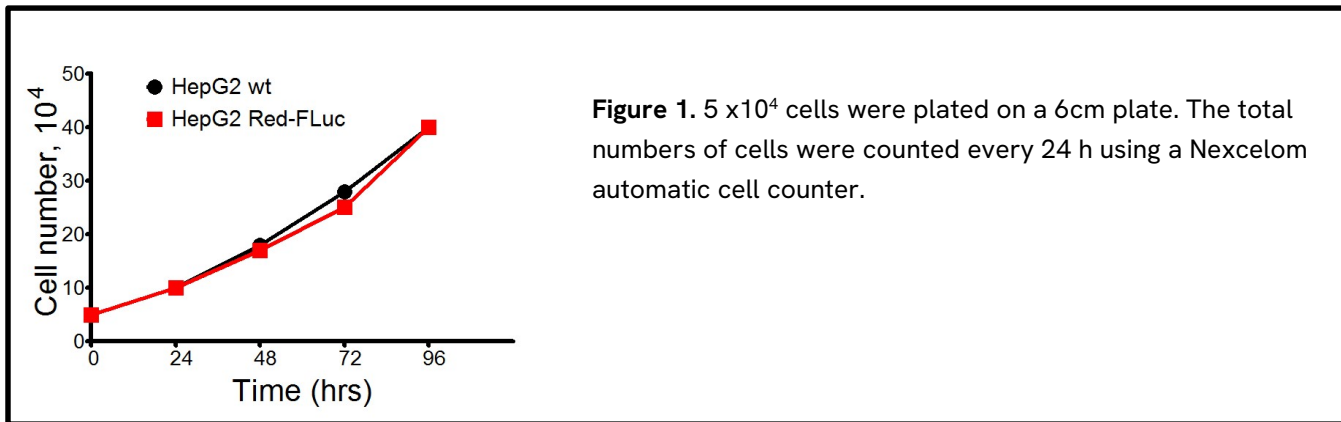 50
40
30
20
10
0
Cell number, 10⁴
HepG2 wt
HepG2 Red-FLuc
0 24 48 72 96
Time (hrs)
Figure 1. 5 x10⁴ cells were plated on a 6cm plate. The total
numbers of cells were counted every 24 h using a Nexcelom
automatic cell counter.